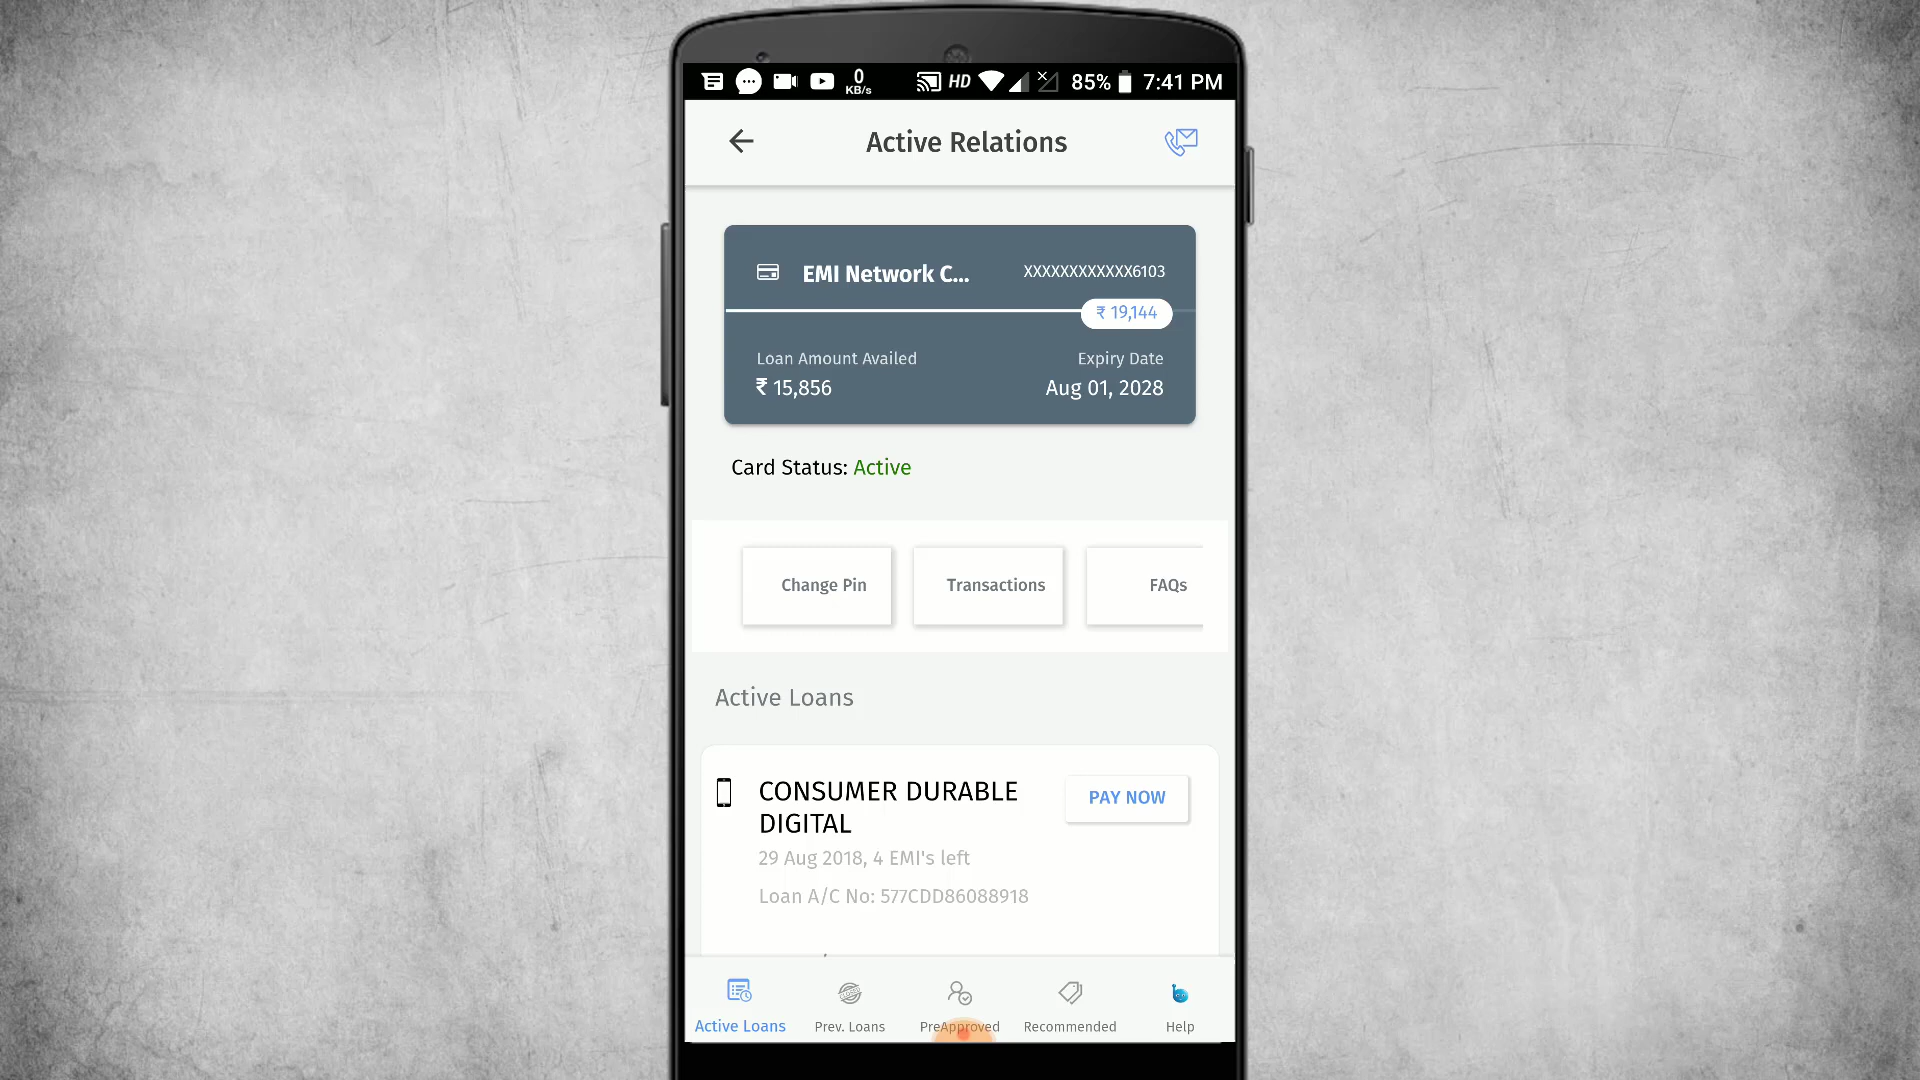 0
KB/s
HD
85%
7:41 PM
Active Relations
EMI Network C...
XXXXXXXXXXXX6103
₹ 19,144
Loan Amount Availed
Expiry Date
₹ 15,856
Aug 01, 2028
Card Status: Active
Change Pin
Transactions
FAQs
Active Loans
CONSUMER DURABLE
DIGITAL
PAY NOW
29 Aug 2018, 4 EMI's left
Loan A/C No: 577CDD86088918
Active Loans
Prev. Loans
PreApproved
Recommended
Help